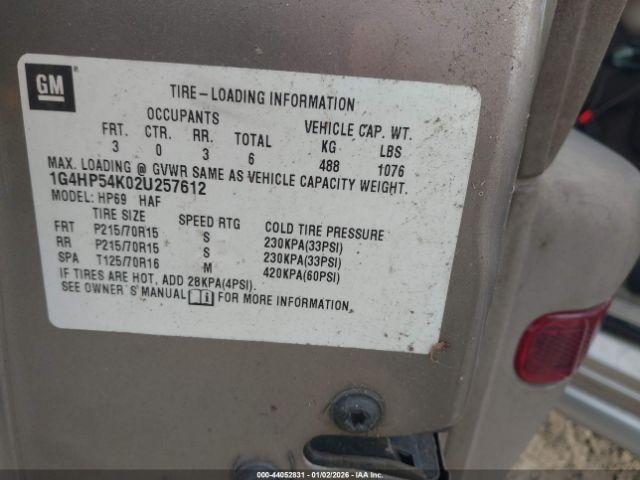 GM
TIRE-LOADING INFORMATION
OCCUPANTS VEHICLE CAP. WT.
FRT. CTR. RR. TOTAL KG LBS
3 0 3 6 488 1076
MAX. LOADING @ GVWR SAME AS VEHICLE CAPACITY WEIGHT.
1G4HP54K02U257612
MODEL: HP69 HAF
TIRE SIZE SPEED RTG COLD TIRE PRESSURE
FRT P215/70R15 S 230KPA(33PSI)
RR P215/70R15 S 230KPA(33PSI)
SPA T125/70R16 M 420KPA(60PSI)
IF TIRES ARE HOT, ADD 28KPA(4PSI).
SEE OWNER'S MANUAL FOR MORE INFORMATION.
000-44052831 - 01/02/2026 - IAA Inc.